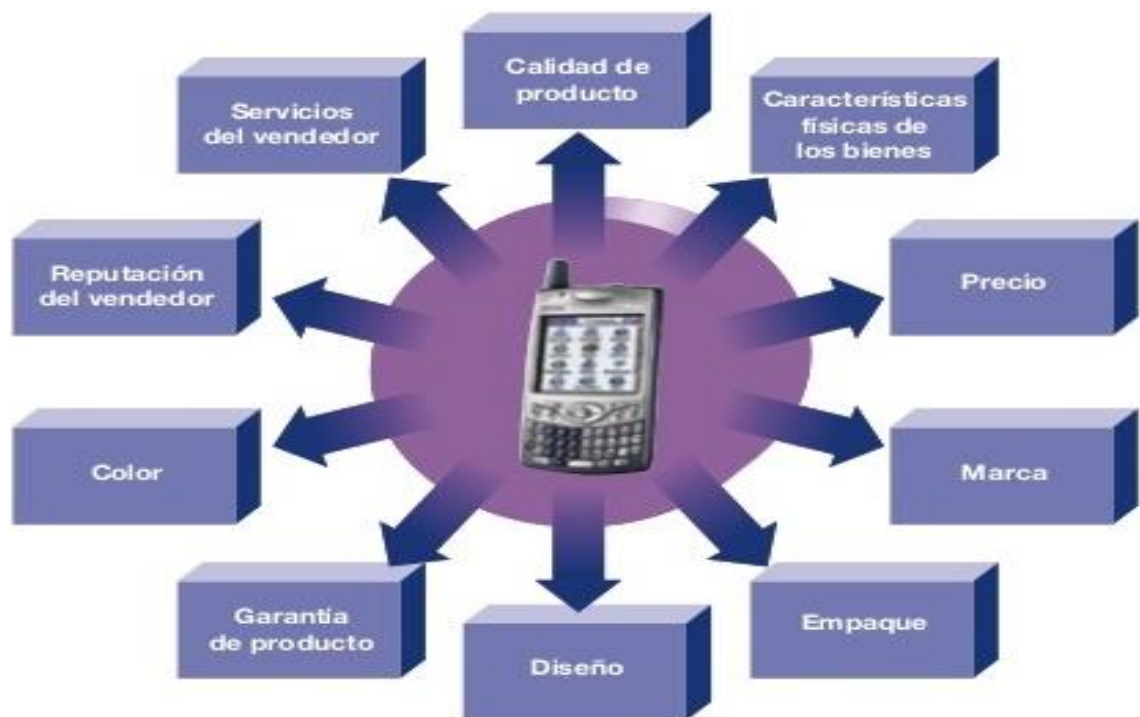 Calidad de
producto
Características
físicas de
los bienes
Precio
Marca
Empaque
Diseño
Garantía
de producto
Color
Reputación
del vendedor
Servicios
del vendedor